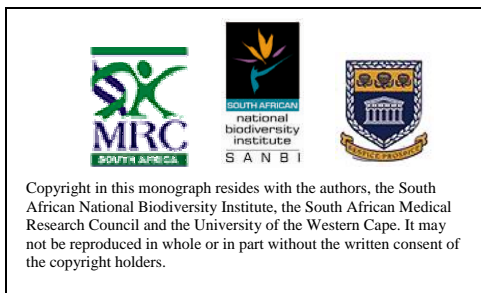 MRC
SOUTH AFRICA
SOUTH AFRICAN
national
biodiversity
institute
S A N B I
RESPICE PROSPICE
Copyright in this monograph resides with the authors, the South
African National Biodiversity Institute, the South African Medical
Research Council and the University of the Western Cape. It may
not be reproduced in whole or in part without the written consent of
the copyright holders.